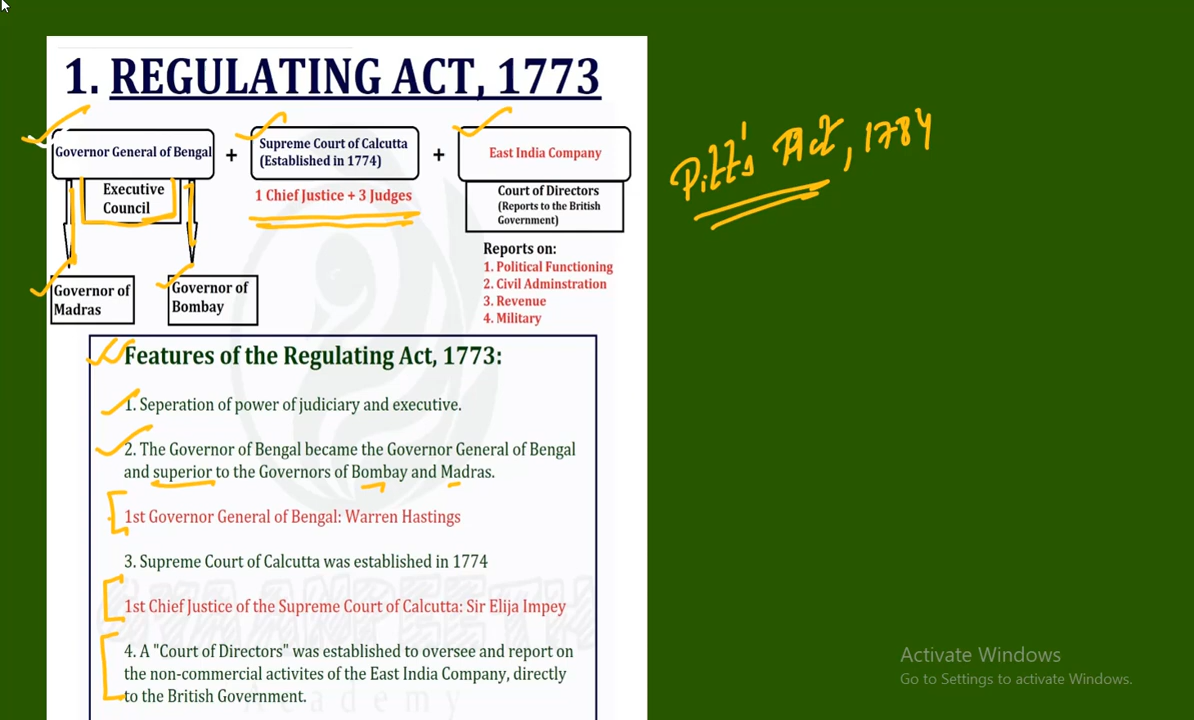 1. REGULATING ACT, 1773
Governor General of Bengal + Supreme Court of Calcutta (Established in 1774) + East India Company
Executive Council
1 Chief Justice + 3 Judges
Court of Directors
(Reports to the British Government)
Governor of Madras
Governor of Bombay
Reports on:
1. Political Functioning
2. Civil Adminstration
3. Revenue
4. Military
Pitt's Act, 1784
Features of the Regulating Act, 1773:
1. Seperation of power of judiciary and executive.
2. The Governor of Bengal became the Governor General of Bengal
and superior to the Governors of Bombay and Madras.
1st Governor General of Bengal: Warren Hastings
3. Supreme Court of Calcutta was established in 1774
1st Chief Justice of the Supreme Court of Calcutta: Sir Elija Impey
4. A "Court of Directors" was established to oversee and report on
the non-commercial activites of the East India Company, directly
to the British Government.
Academy
Activate Windows
Go to Settings to activate Windows.